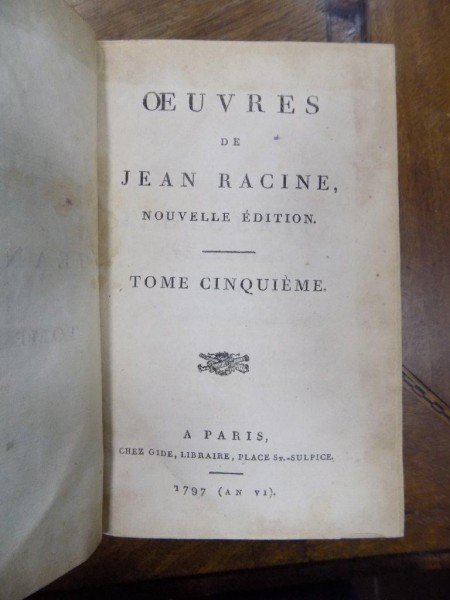 ŒUVRES
DE
JEAN RACINE,
NOUVELLE ÉDITION.
TOME CINQUIÈME.
A PARIS,
CHEZ GIDE, LIBRAIRE, PLACE St.-SULPICE.
1797 (AN VI).